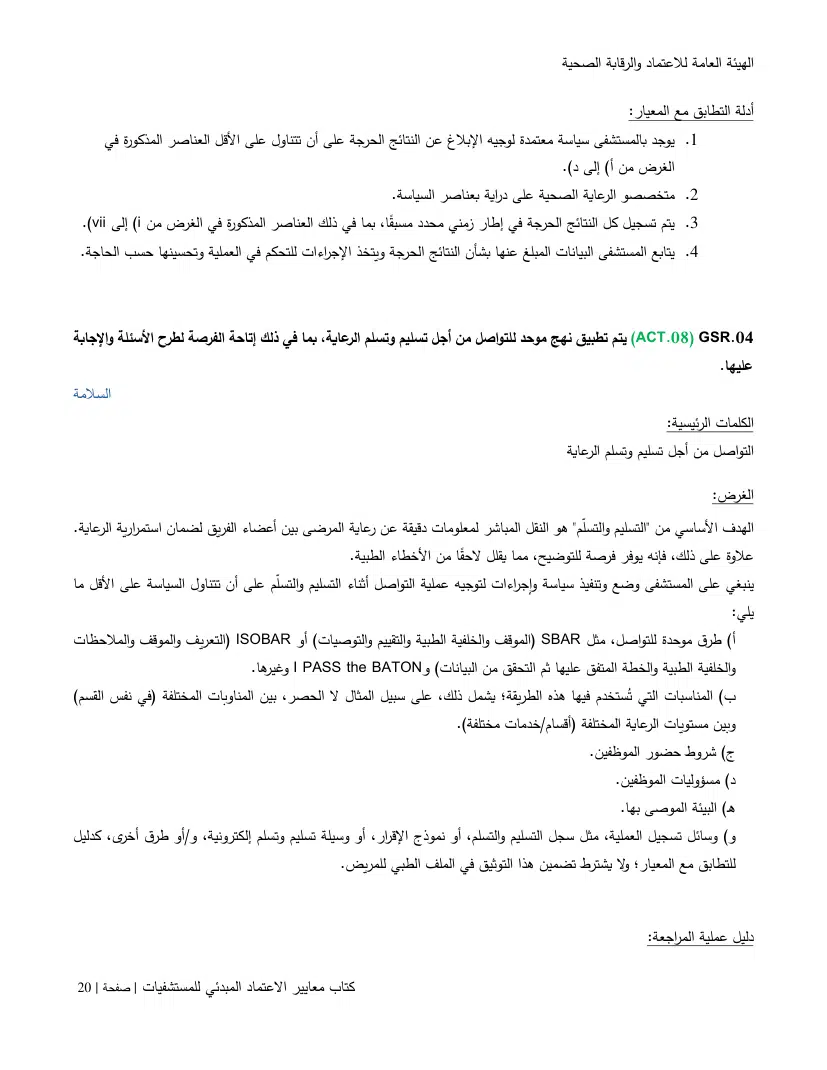 الهيئة العامة للاعتماد والرقابة الصحية
أدلة التطابق مع المعيار:
1. يوجد بالمستشفى سياسة معتمدة لوجيه الإبلاغ عن النتائج الحرجة على أن تتناول على الأقل العناصر المذكورة في
الغرض من أ) إلى د).
2. متخصصو الرعاية الصحية على دراية بعناصر السياسة.
3. يتم تسجيل كل النتائج الحرجة في إطار زمني محدد مسبقًا، بما في ذلك العناصر المذكورة في الغرض من i) إلى vii).
4. يتابع المستشفى البيانات المبلغ عنها بشأن النتائج الحرجة ويتخذ الإجراءات للتحكم في العملية وتحسينها حسب الحاجة.
GSR.04 (ACT.08) يتم تطبيق نهج موحد للتواصل من أجل تسليم وتسلم الرعاية، بما في ذلك إتاحة الفرصة لطرح الأسئلة والإجابة
عليها.
السلامة
الكلمات الرئيسية:
التواصل من أجل تسليم وتسلم الرعاية
الغرض:
الهدف الأساسي من "التسليم والتسلّم" هو النقل المباشر لمعلومات دقيقة عن رعاية المرضى بين أعضاء الفريق لضمان استمرارية الرعاية.
علاوة على ذلك، فإنه يوفر فرصة للتوضيح، مما يقلل لاحقًا من الأخطاء الطبية.
ينبغي على المستشفى وضع وتنفيذ سياسة وإجراءات لتوجيه عملية التواصل أثناء التسليم والتسلّم على أن تتناول السياسة على الأقل ما
يلي:
أ) طرق موحدة للتواصل، مثل SBAR (الموقف والخلفية الطبية والتقييم والتوصيات) أو ISOBAR (التعريف والموقف والملاحظات
والخلفية الطبية والخطة المتفق عليها ثم التحقق من البيانات) وI PASS the BATON وغيرها.
ب) المناسبات التي تُستخدم فيها هذه الطريقة؛ يشمل ذلك، على سبيل المثال لا الحصر، بين المناوبات المختلفة (في نفس القسم)
وبين مستويات الرعاية المختلفة (أقسام/خدمات مختلفة).
ج) شروط حضور الموظفين.
د) مسؤوليات الموظفين.
ه) البيئة الموصى بها.
و) وسائل تسجيل العملية، مثل سجل التسليم والتسلم، أو نموذج الإقرار، أو وسيلة تسليم وتسلم إلكترونية، و/أو طرق أخرى، كدليل
للتطابق مع المعيار؛ ولا يشترط تضمين هذا التوثيق في الملف الطبي للمريض.
دليل عملية المراجعة:
كتاب معايير الاعتماد المبدئي للمستشفيات | صفحة | 20